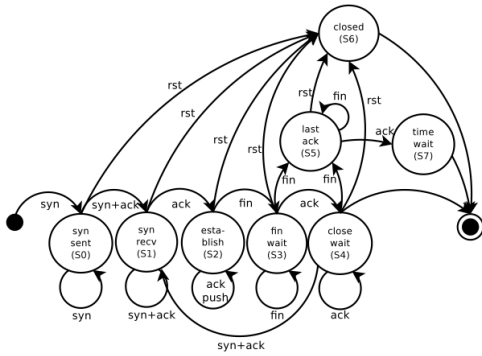 closed
(S6)
rst
rst
rst
rst
rst
rst
fin
last
ack
(S5)
ack
time
wait
(S7)
fin
fin
syn
syn+ack
ack
fin
ack
syn
sent
(S0)
syn
recv
(S1)
esta-
blish
(S2)
fin
wait
(S3)
close
wait
(S4)
ack
push
syn
syn+ack
fin
ack
syn+ack